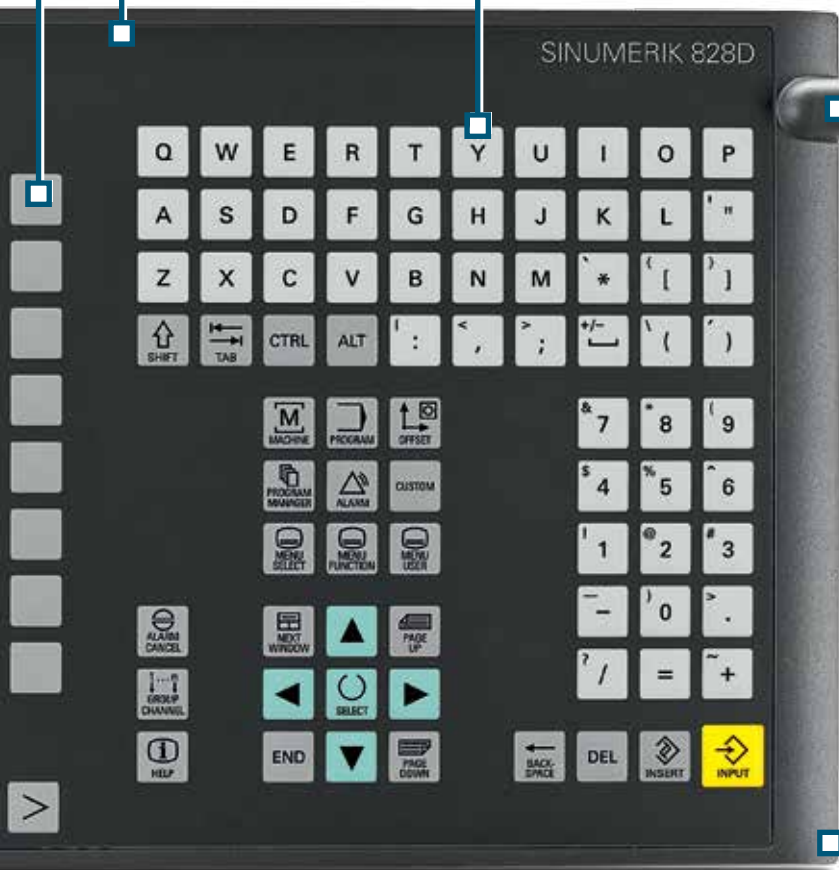 SINUMERIK 828D
Q W E R T Y U I O P
A S D F G H J K L ' "
Z X C V B N M ` * { [ } ]
SHIFT TAB CTRL ALT | : < , > ; +/- \ ( ' )
MACHINE PROGRAM OFFSET & 7 * 8 ( 9
PROGRAM MANAGER ALARM CUSTOM $ 4 % 5 ^ 6
MENU SELECT MENU FUNCTION MENU USER ! 1 @ 2 # 3
ALARM CANCEL NEXT WINDOW ▲ PAGE UP – - ) 0 > .
1...n GROUP CHANNEL ◀ SELECT ▶ ? / = ~ +
HELP END ▼ PAGE DOWN BACK-SPACE DEL INSERT INPUT
>